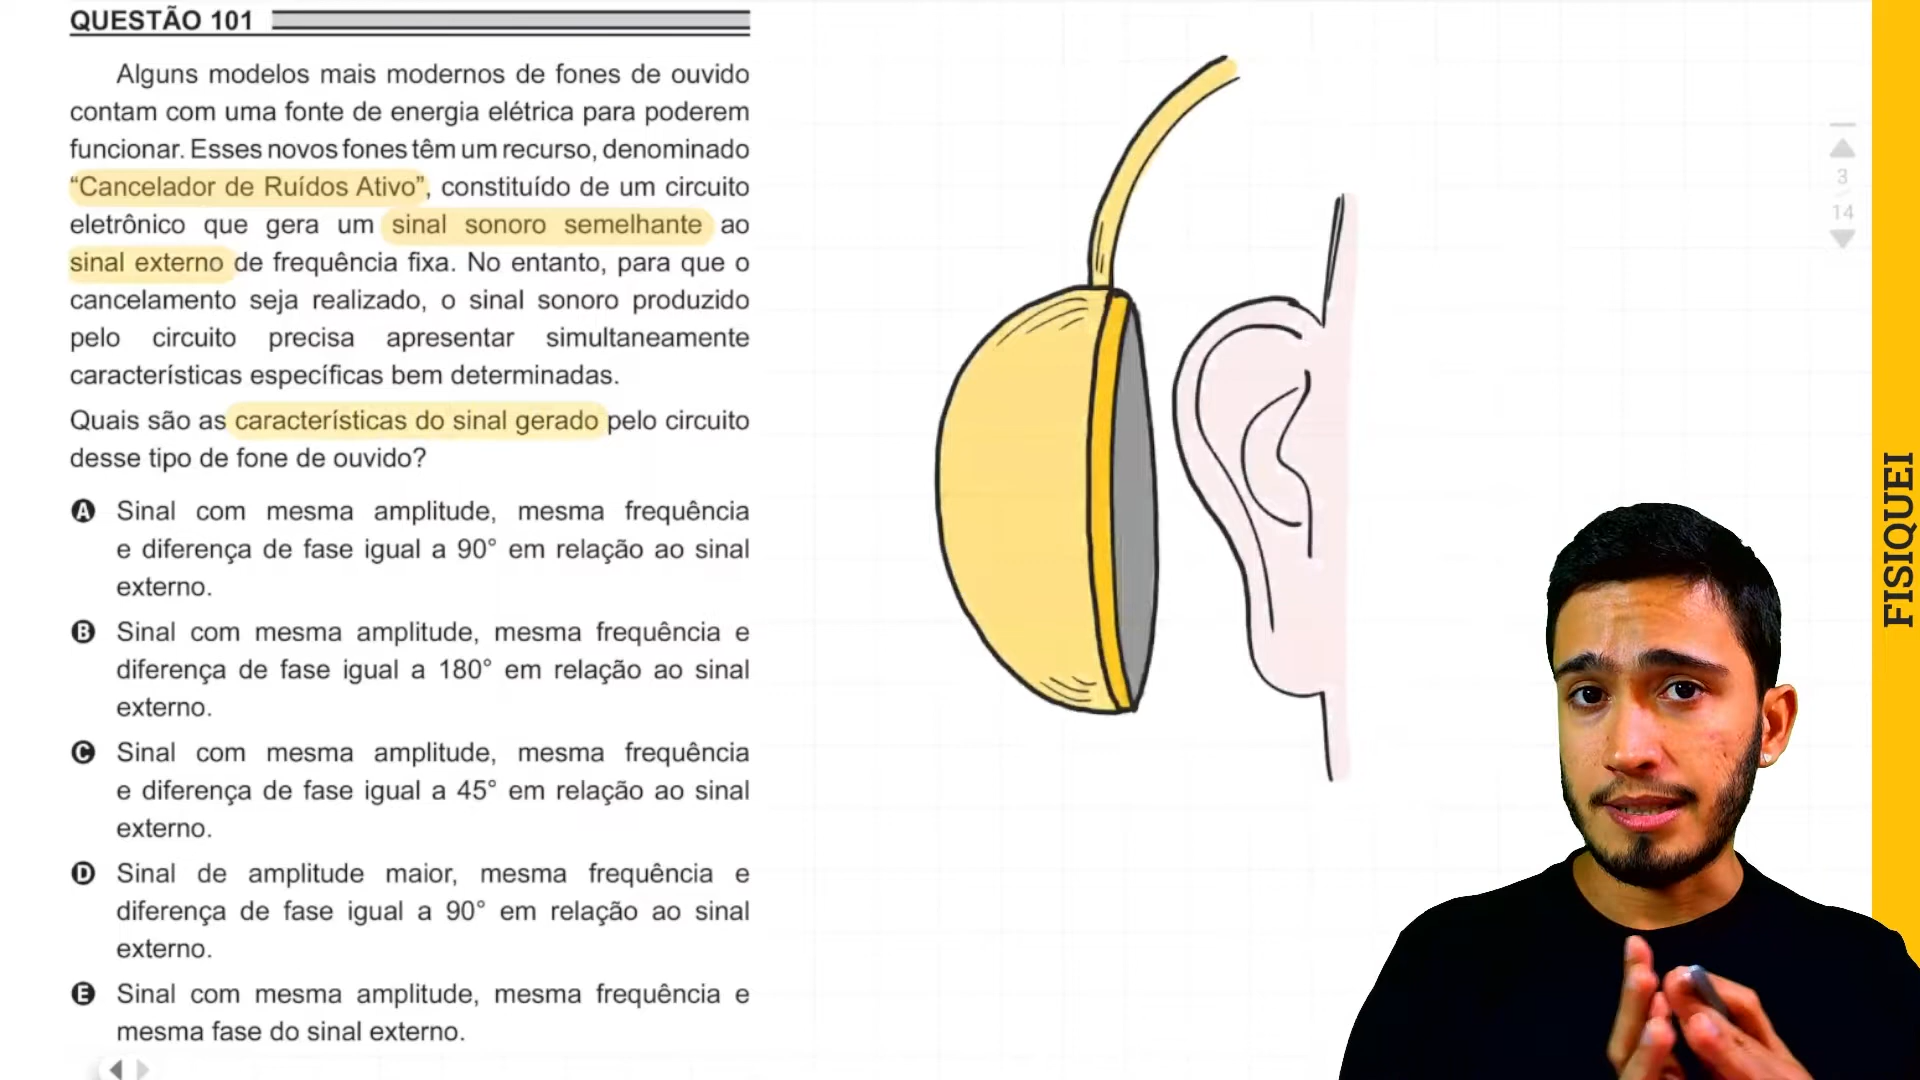 QUESTÃO 101
Alguns modelos mais modernos de fones de ouvido
contam com uma fonte de energia elétrica para poderem
funcionar. Esses novos fones têm um recurso, denominado
“Cancelador de Ruídos Ativo”, constituído de um circuito
eletrônico que gera um sinal sonoro semelhante ao
sinal externo de frequência fixa. No entanto, para que o
cancelamento seja realizado, o sinal sonoro produzido
pelo circuito precisa apresentar simultaneamente
características específicas bem determinadas.
Quais são as características do sinal gerado pelo circuito
desse tipo de fone de ouvido?
A Sinal com mesma amplitude, mesma frequência
e diferença de fase igual a 90° em relação ao sinal
externo.
B Sinal com mesma amplitude, mesma frequência e
diferença de fase igual a 180° em relação ao sinal
externo.
C Sinal com mesma amplitude, mesma frequência
e diferença de fase igual a 45° em relação ao sinal
externo.
D Sinal de amplitude maior, mesma frequência e
diferença de fase igual a 90° em relação ao sinal
externo.
E Sinal com mesma amplitude, mesma frequência e
mesma fase do sinal externo.
3
14
FISIQUEI